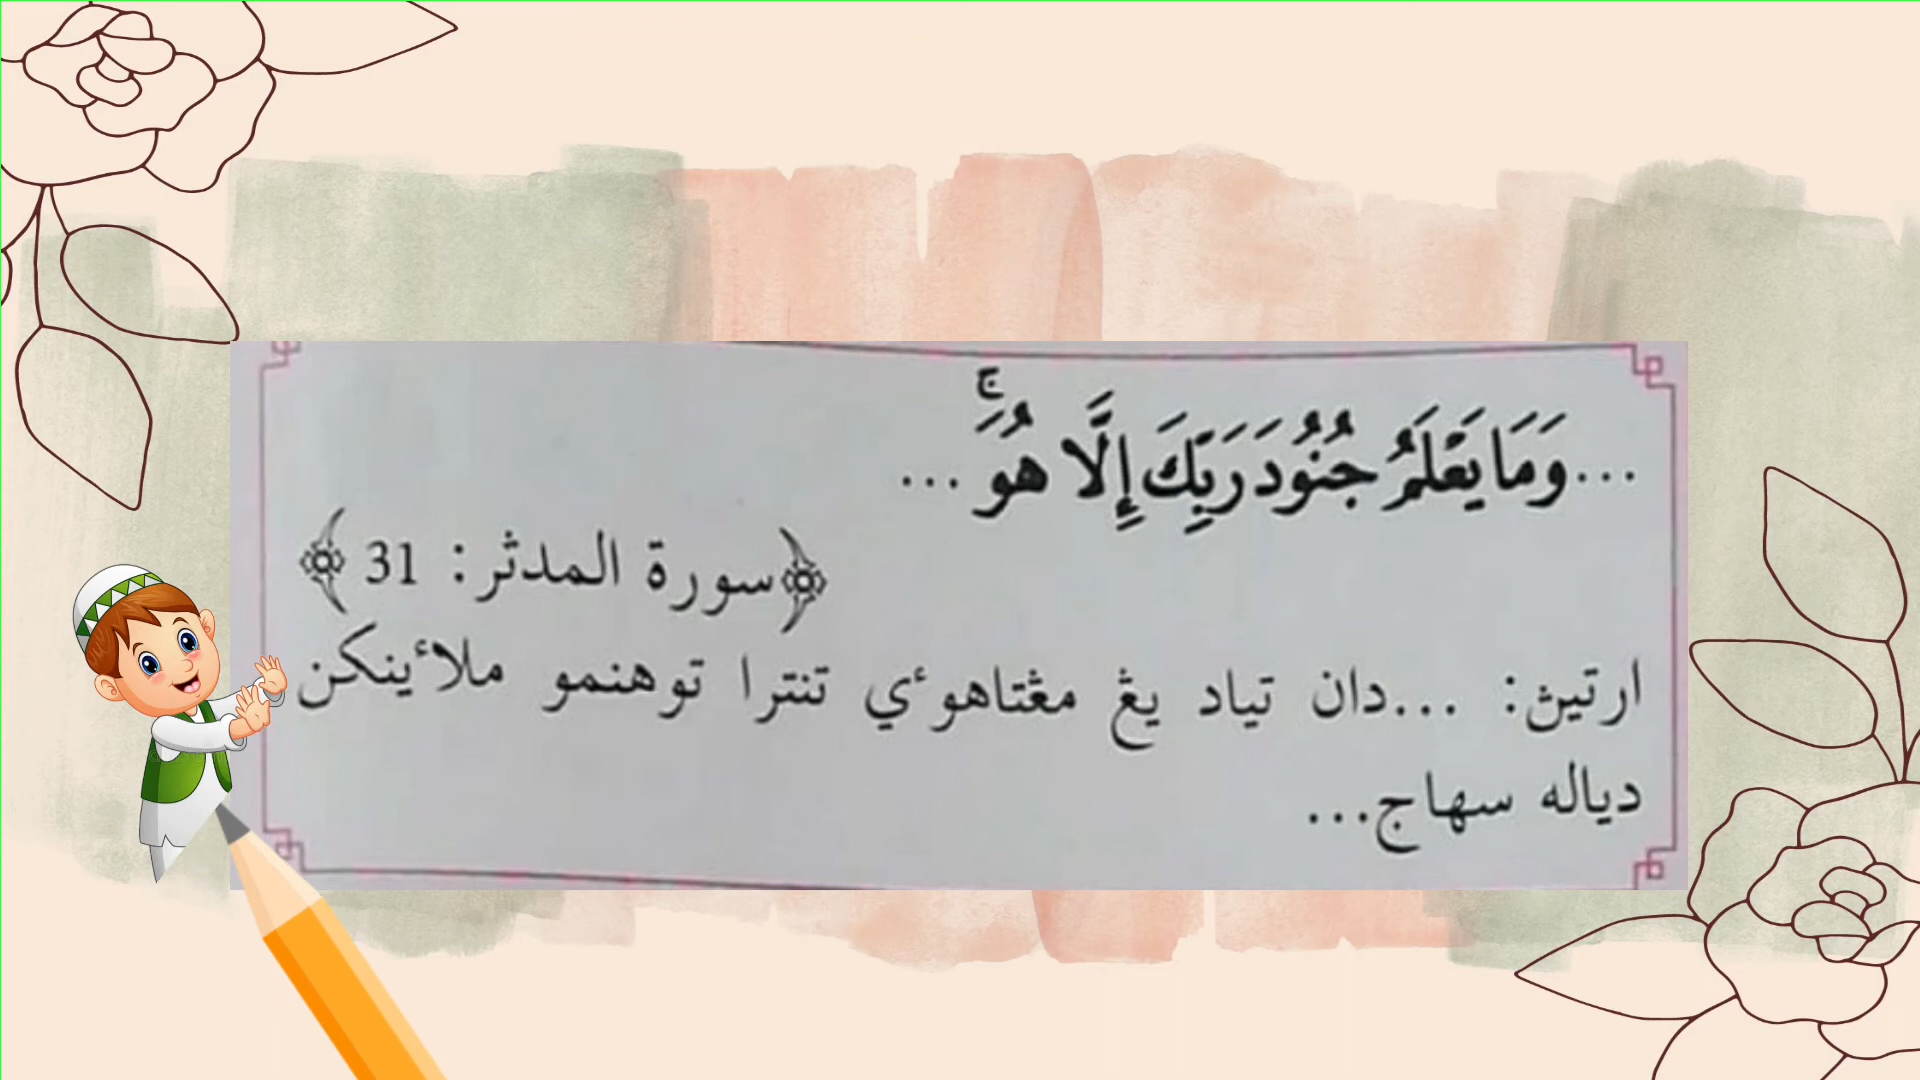 ...وَمَا يَعْلَمُ جُنُودَ رَبِّكَ إِلَّا هُوَۚ ...
﴿سورة المدثر: 31﴾
ارتيڽ: ...دان تياد يڠ مڠتاهوءي تنترا توهنمو ملاءينكن
دياله سهاج...